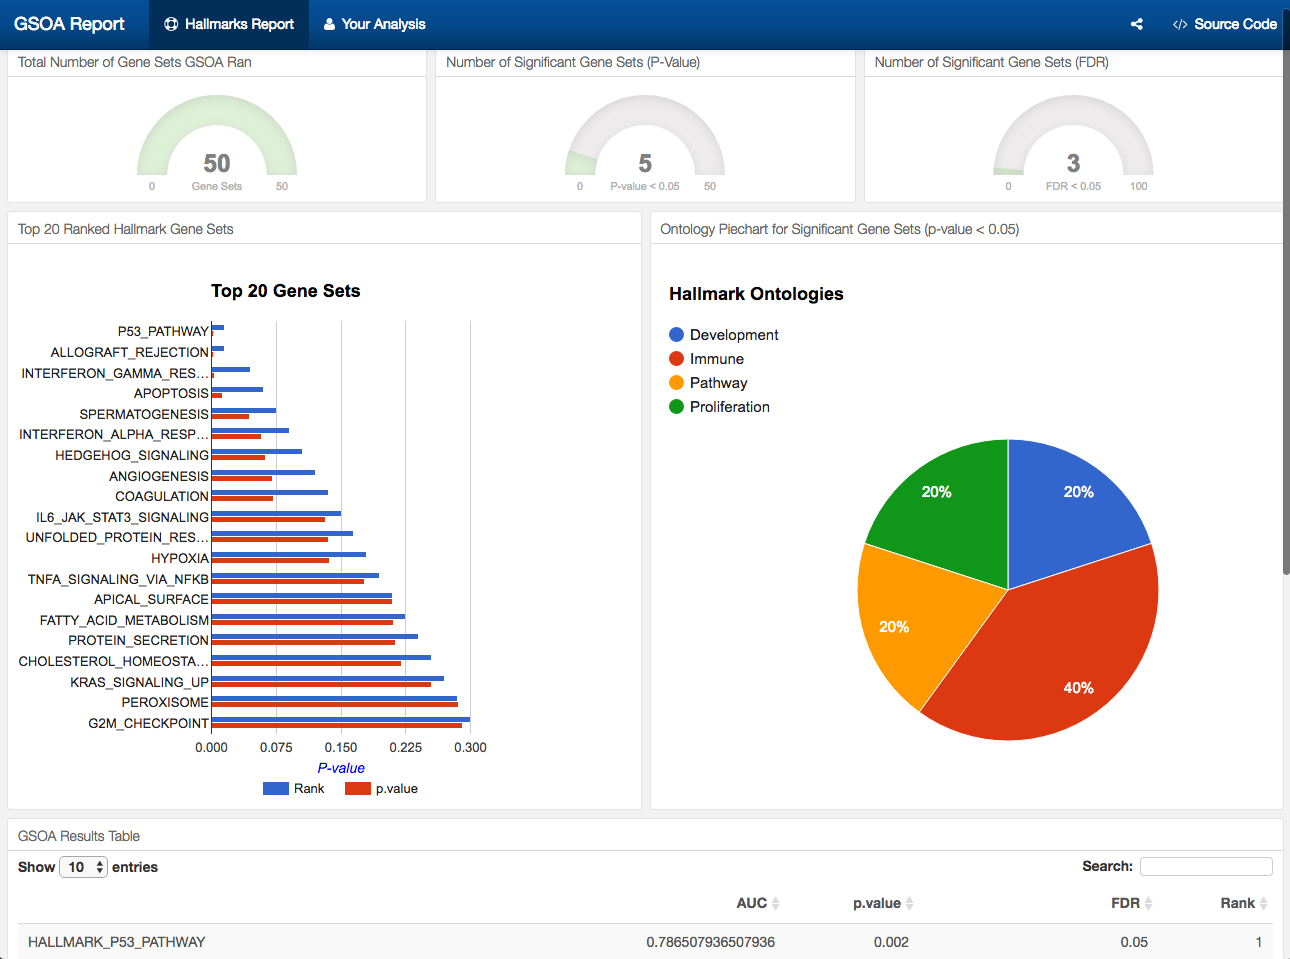 GSOA Report Hallmarks Report Your Analysis </> Source Code
Total Number of Gene Sets GSOA Ran
50
0 Gene Sets 50
Number of Significant Gene Sets (P-Value)
5
0 P-value < 0.05 50
Number of Significant Gene Sets (FDR)
3
0 FDR < 0.05 100
Top 20 Ranked Hallmark Gene Sets
Top 20 Gene Sets
P53_PATHWAY
ALLOGRAFT_REJECTION
INTERFERON_GAMMA_RES...
APOPTOSIS
SPERMATOGENESIS
INTERFERON_ALPHA_RESP...
HEDGEHOG_SIGNALING
ANGIOGENESIS
COAGULATION
IL6_JAK_STAT3_SIGNALING
UNFOLDED_PROTEIN_RES...
HYPOXIA
TNFA_SIGNALING_VIA_NFKB
APICAL_SURFACE
FATTY_ACID_METABOLISM
PROTEIN_SECRETION
CHOLESTEROL_HOMEOSTA...
KRAS_SIGNALING_UP
PEROXISOME
G2M_CHECKPOINT
0.000 0.075 0.150 0.225 0.300
P-value
Rank p.value
Ontology Piechart for Significant Gene Sets (p-value < 0.05)
Hallmark Ontologies
Development
Immune
Pathway
Proliferation
20% 20%
20%
40%
GSOA Results Table
Show 10 entries Search:
AUC p.value FDR Rank
HALLMARK_P53_PATHWAY 0.786507936507936 0.002 0.05 1